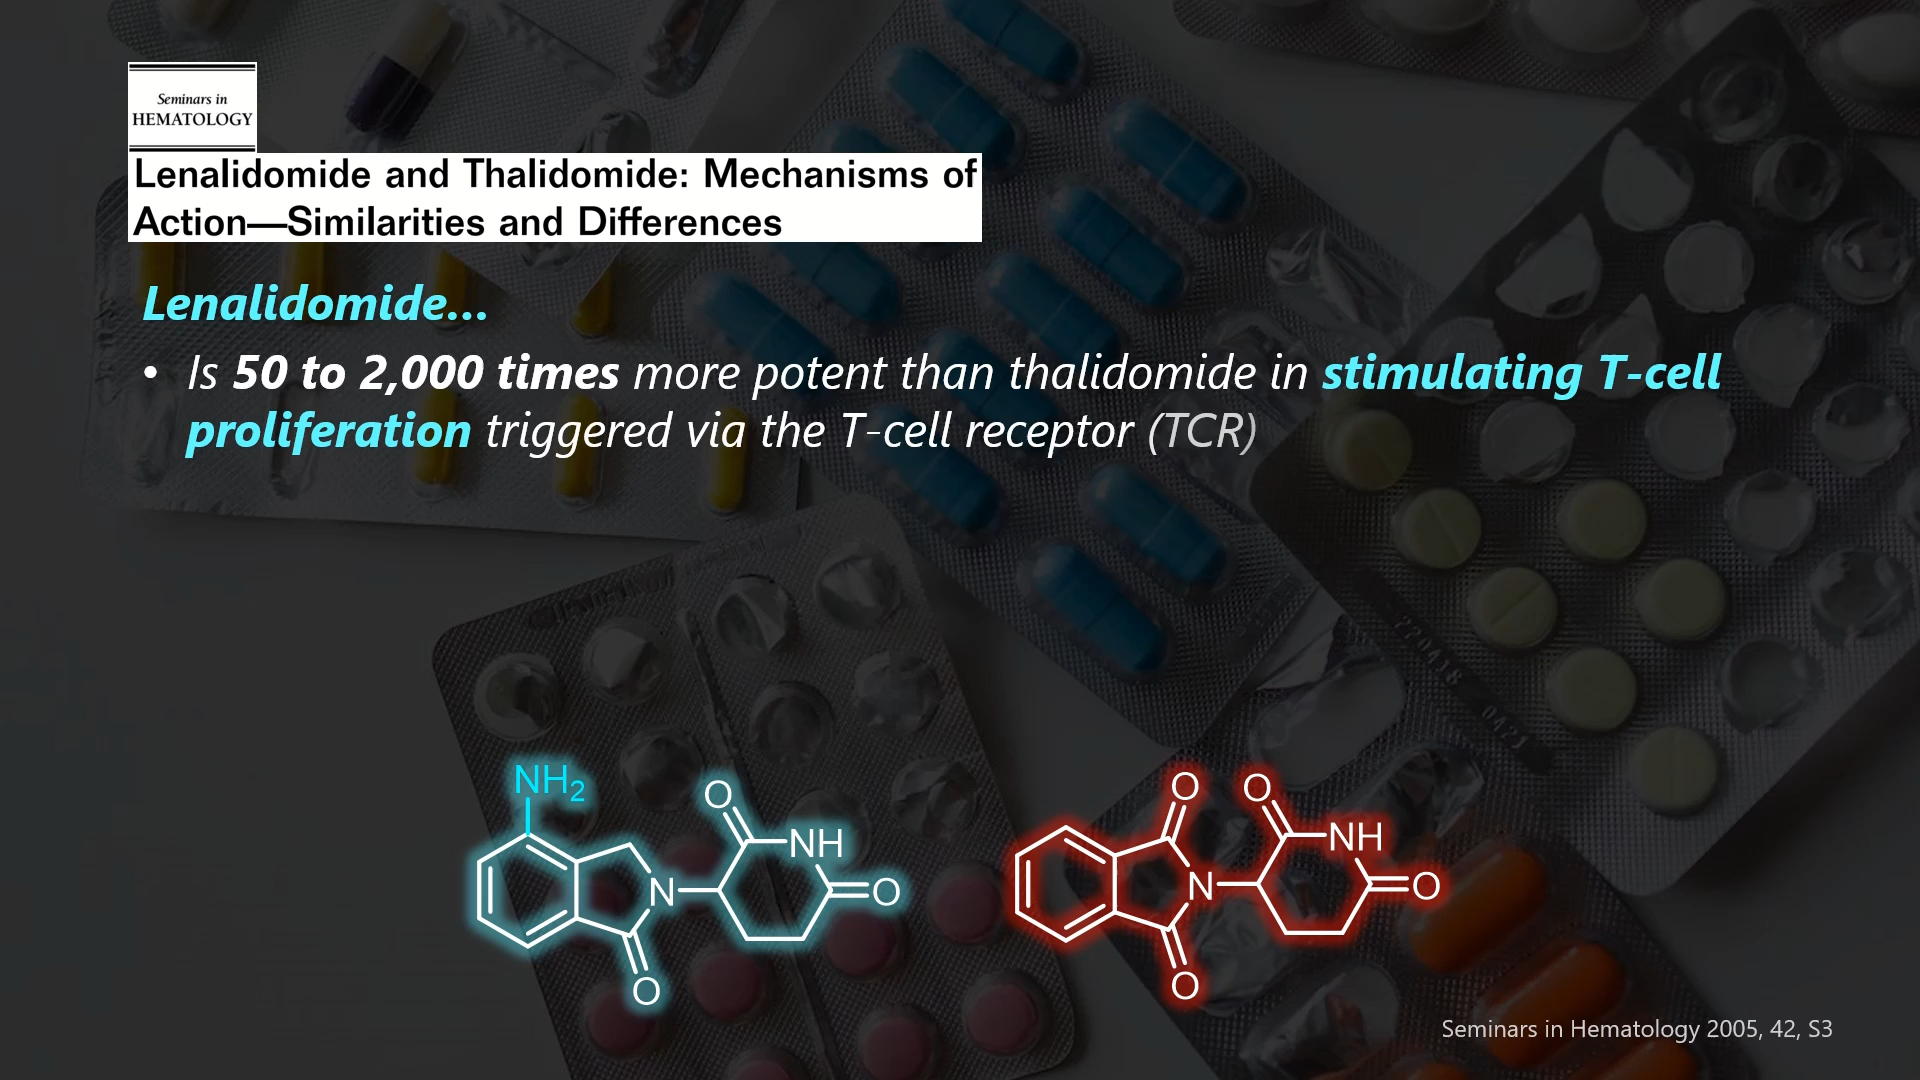 Seminars in
HEMATOLOGY
Lenalidomide and Thalidomide: Mechanisms of
Action—Similarities and Differences
Lenalidomide...
• Is 50 to 2,000 times more potent than thalidomide in stimulating T-cell
proliferation triggered via the T-cell receptor (TCR)
220418 0421
NH₂
O O O
NH NH
N O N O
O O
Seminars in Hematology 2005, 42, S3